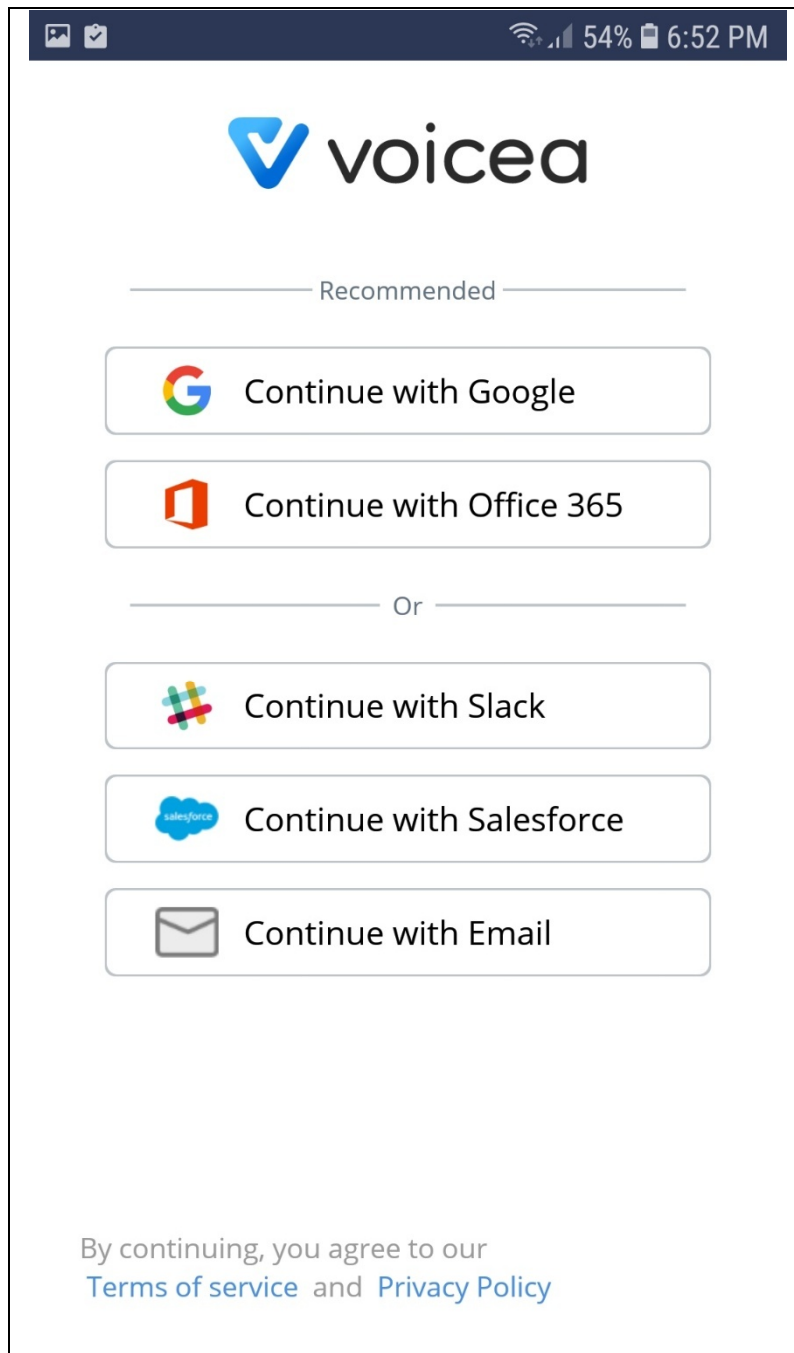 54% 6:52 PM
voicea
Recommended
Continue with Google
Continue with Office 365
Or
Continue with Slack
salesforce Continue with Salesforce
Continue with Email
By continuing, you agree to our
Terms of service and Privacy Policy